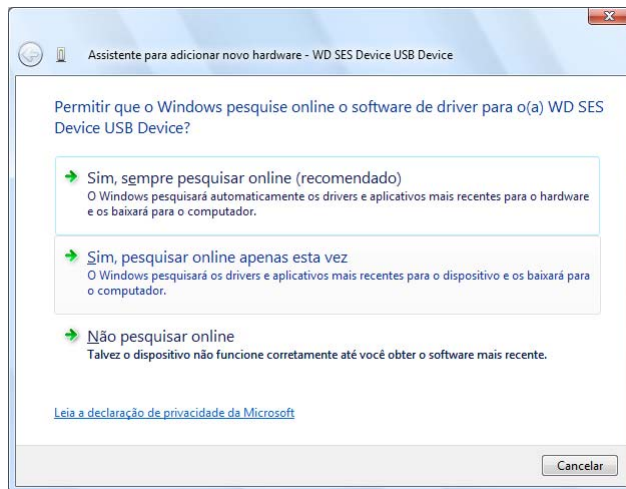 Assistente para adicionar novo hardware - WD SES Device USB Device
Permitir que o Windows pesquise online o software de driver para o(a) WD SES
Device USB Device?
Sim, sempre pesquisar online (recomendado)
O Windows pesquisará automaticamente os drivers e aplicativos mais recentes para o hardware
e os baixará para o computador.
Sim, pesquisar online apenas esta vez
O Windows pesquisará os drivers e aplicativos mais recentes para o dispositivo e os baixará para
o computador.
Não pesquisar online
Talvez o dispositivo não funcione corretamente até você obter o software mais recente.
Leia a declaração de privacidade da Microsoft
Cancelar